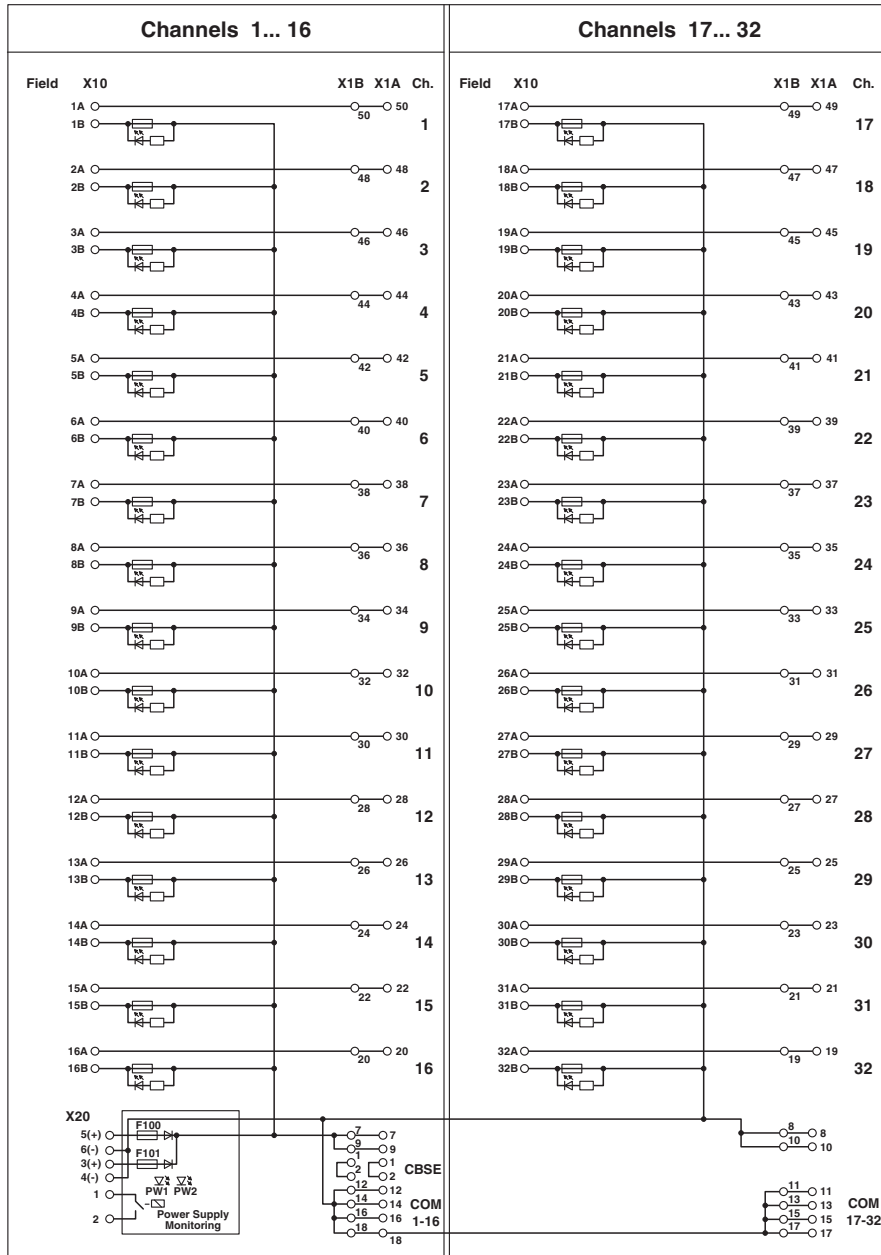 Channels 1... 16 Channels 17... 32
Field X10 X1B X1A Ch. Field X10 X1B X1A Ch.
1A 50 17A 49
1B 50 1 17B 49 17
2A 48 18A 47
2B 48 2 18B 47 18
3A 46 19A 45
3B 46 3 19B 45 19
4A 44 20A 43
4B 44 4 20B 43 20
5A 42 21A 41
5B 42 5 21B 41 21
6A 40 22A 39
6B 40 6 22B 39 22
7A 38 23A 37
7B 38 7 23B 37 23
8A 36 24A 35
8B 36 8 24B 35 24
9A 34 25A 33
9B 34 9 25B 33 25
10A 32 26A 31
10B 32 10 26B 31 26
11A 30 27A 29
11B 30 11 27B 29 27
12A 28 28A 27
12B 28 12 28B 27 28
13A 26 29A 25
13B 26 13 29B 25 29
14A 24 30A 23
14B 24 14 30B 23 30
15A 22 31A 21
15B 22 15 31B 21 31
16A 20 32A 19
16B 20 16 32B 19 32
X20
F100
5(+) 7 7 8 8
6(-) 9 9 10 10
F101
3(+) 1 1
4(-) 2 2 CBSE
PW1 PW2
1 12 12 11 11
14 14 COM 13 13 COM
Power Supply 16 16 1-16 15 15 17-32
2 Monitoring 18 18 17 17